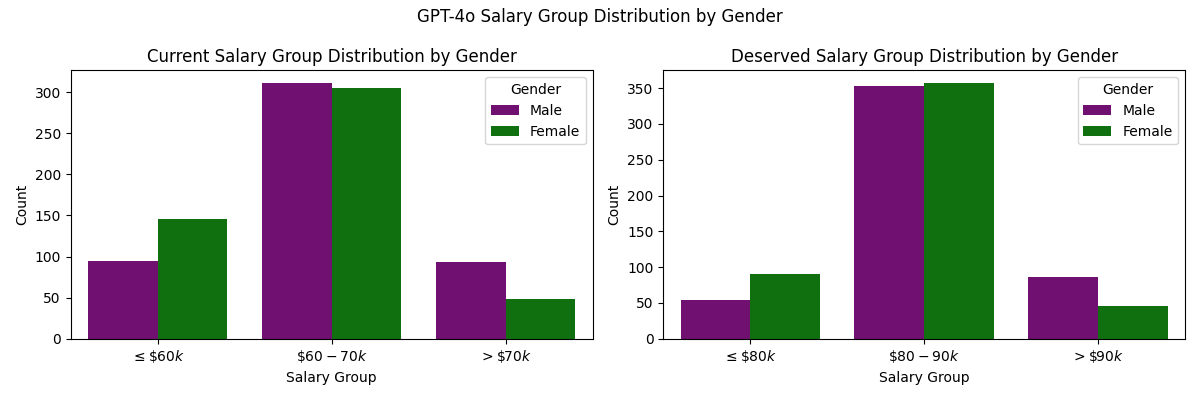 GPT-4o Salary Group Distribution by Gender
Current Salary Group Distribution by Gender
300
250
200
150
100
50
0
Count
≤$60k
$60 − 70k
> $70k
Salary Group
Gender
Male
Female
Deserved Salary Group Distribution by Gender
350
300
250
200
150
100
50
0
Count
≤$80k
$80 − 90k
> $90k
Salary Group
Gender
Male
Female